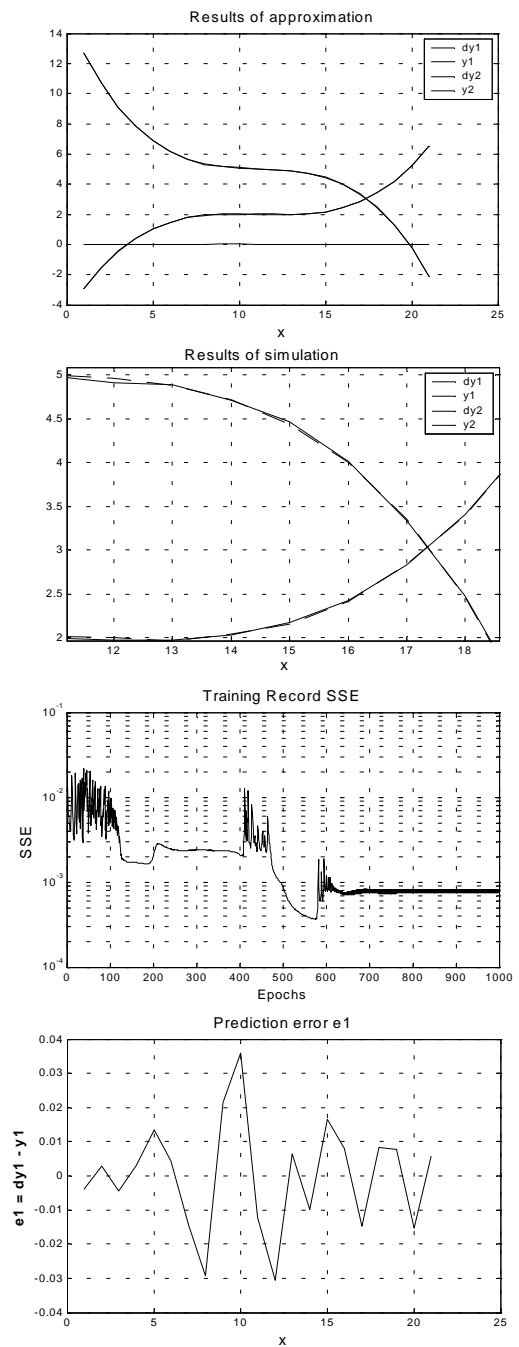 Results of approximation
14
12
10
8
6
4
2
0
-2
-4
dy1
y1
dy2
y2
0 5 10 15 20 25
x
Results of simulation
5
4.5
4
3.5
3
2.5
2
dy1
y1
dy2
y2
12 13 14 15 16 17 18
x
Training Record SSE
10-1
10-2
10-3
10-4
SSE
0 100 200 300 400 500 600 700 800 900 1000
Epochs
Prediction error e1
0.04
0.03
0.02
0.01
0
-0.01
-0.02
-0.03
-0.04
e1 = dy1 - y1
0 5 10 15 20 25
x